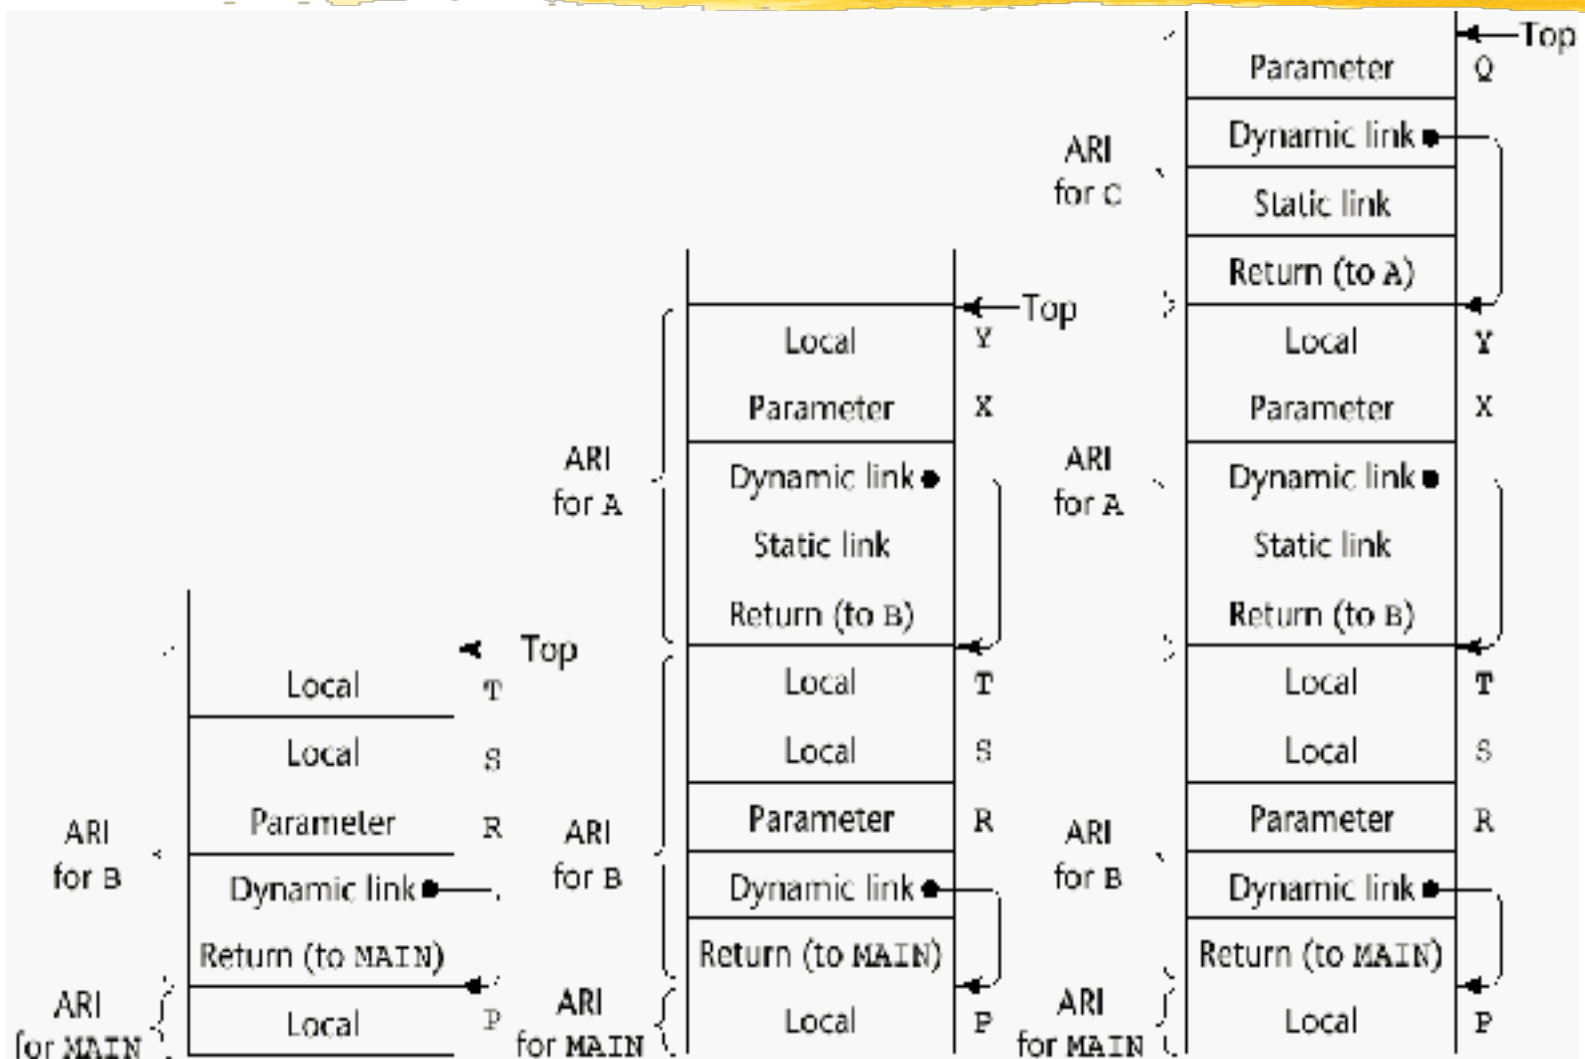 Top
Parameter Q
Dynamic link
ARI
for C
Static link
Return (to A)
Top
Local Y
Parameter X
ARI
for A
Dynamic link
Static link
Return (to B)
Local Y
Parameter X
ARI
for A
Dynamic link
Static link
Return (to B)
Top
Local T
Local S
Parameter R
ARI
for B
Dynamic link
Return (to MAIN)
ARI
for MAIN
Local P
Local T
Local S
Parameter R
ARI
for B
Dynamic link
Return (to MAIN)
ARI
for MAIN
Local P
Local T
Local S
Parameter R
ARI
for B
Dynamic link
Return (to MAIN)
ARI
for MAIN
Local P